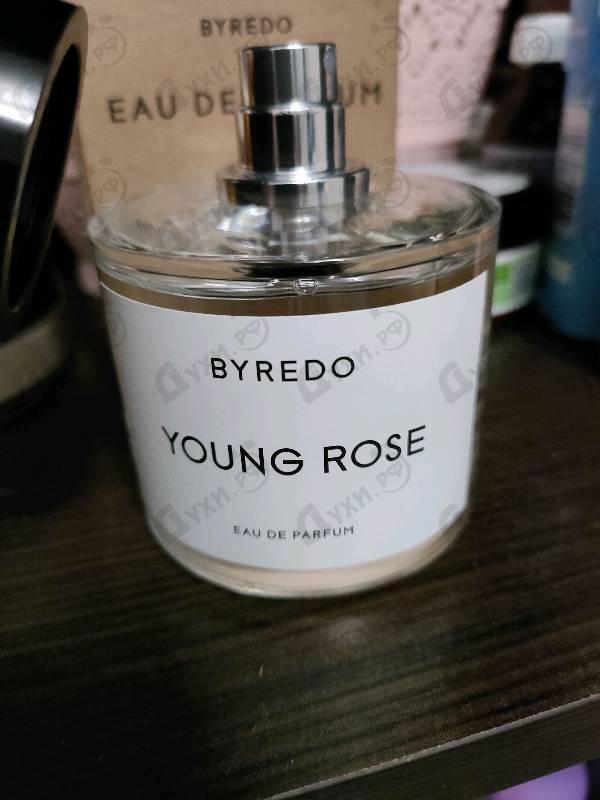 BYREDO
EAU DE PARFUM
BYREDO
YOUNG ROSE
EAU DE PARFUM
Духи.РФ